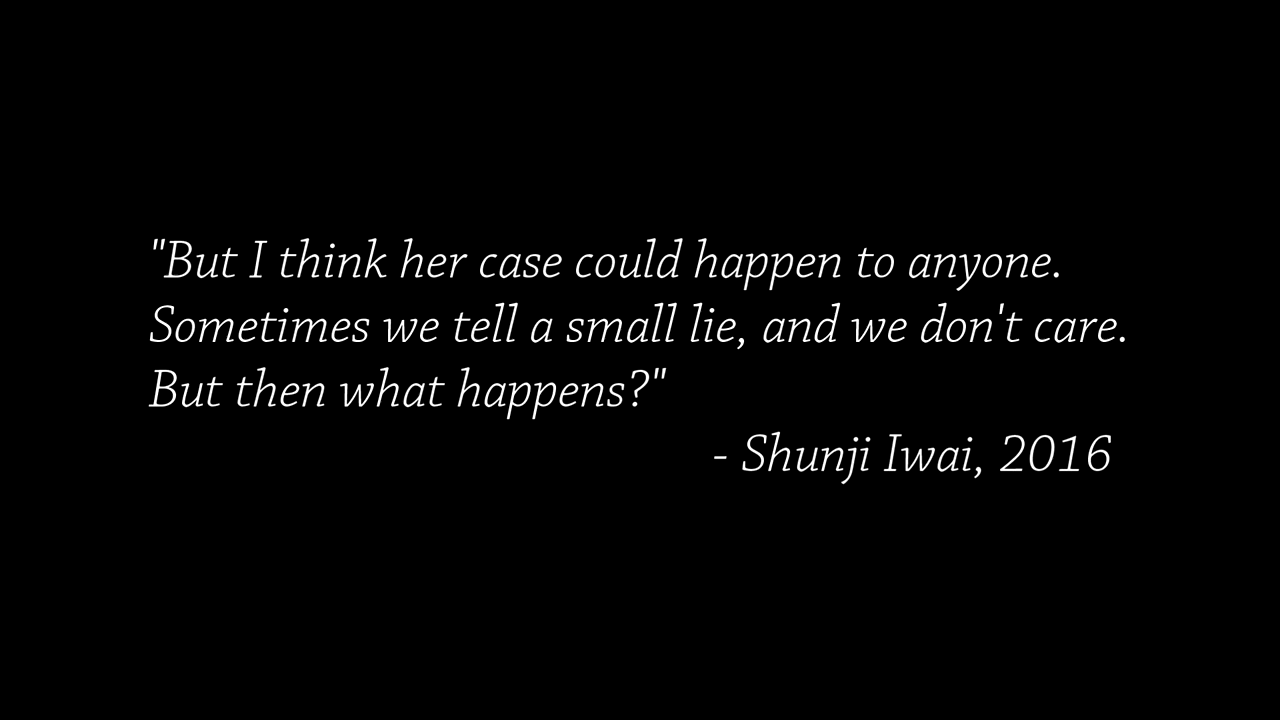 "But I think her case could happen to anyone.
Sometimes we tell a small lie, and we don't care.
But then what happens?"
- Shunji Iwai, 2016